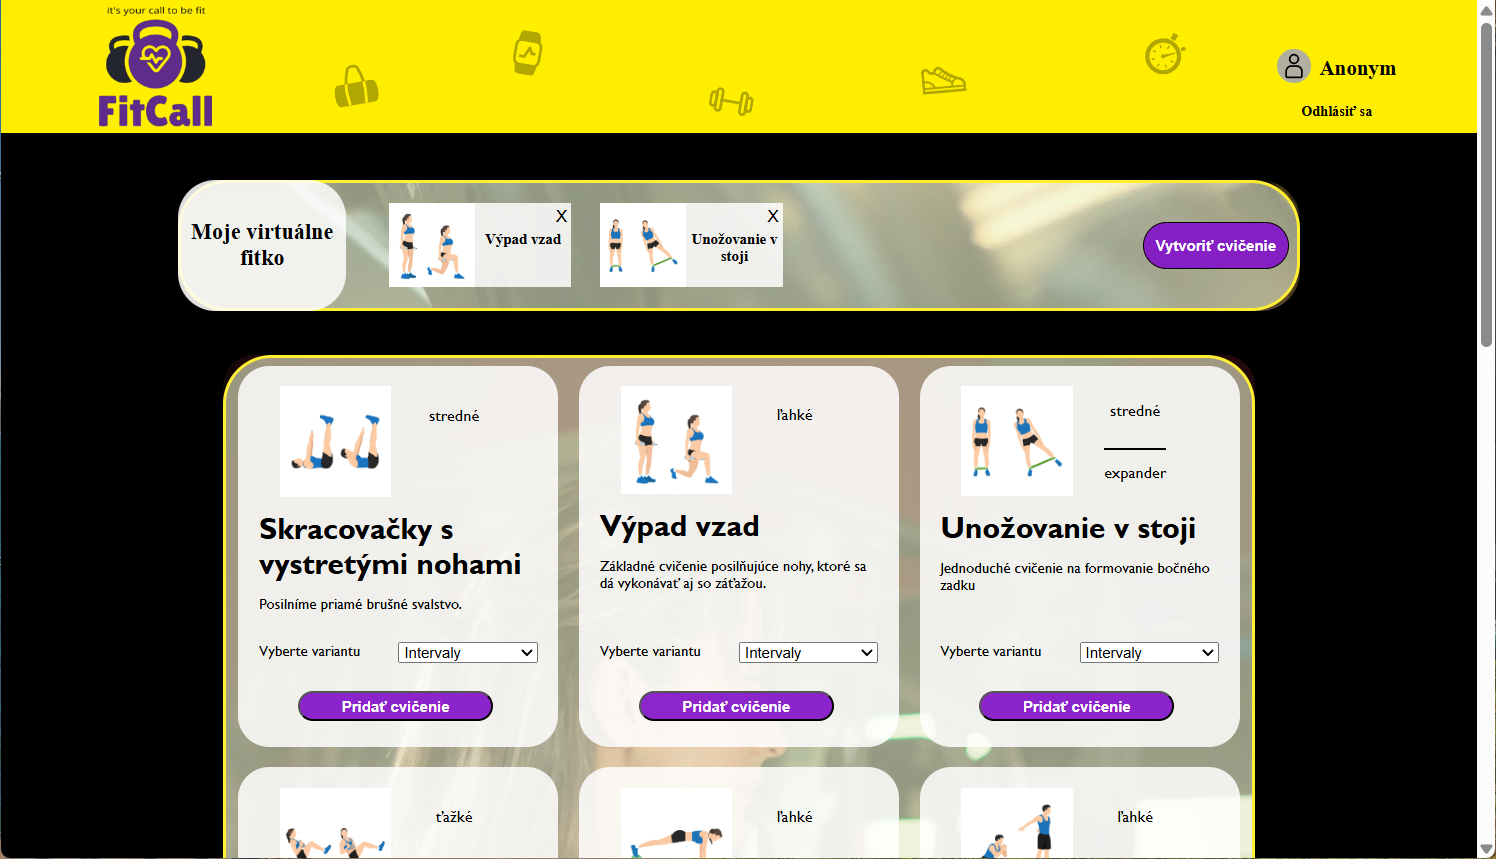 it's your call to be fit
FitCall
Anonym
Odhlásiť sa
Moje virtuálne
fitko
X
Výpad vzad
X
Unožovanie v
stoji
Vytvoriť cvičenie
stredné
Skracovačky s
vystretými nohami
Posilníme priamé brušné svalstvo.
Vyberte variantu
Intervaly
Pridať cvičenie
ľahké
Výpad vzad
Základné cvičenie posilňujúce nohy, ktoré sa
dá vykonávať aj so záťažou.
Vyberte variantu
Intervaly
Pridať cvičenie
stredné
expander
Unožovanie v stoji
Jednoduché cvičenie na formovanie bočného
zadku
Vyberte variantu
Intervaly
Pridať cvičenie
ťažké
ľahké
ľahké